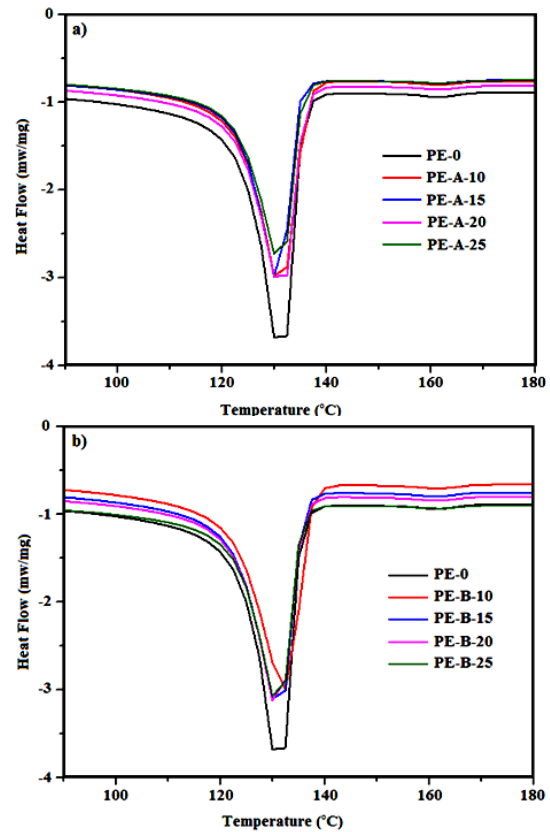 a)
0
-1
-2
-3
-4
Heat Flow (mw/mg)
PE-0
PE-A-10
PE-A-15
PE-A-20
PE-A-25
100 120 140 160 180
Temperature (°C)
b)
0
-1
-2
-3
-4
Heat Flow (mw/mg)
PE-0
PE-B-10
PE-B-15
PE-B-20
PE-B-25
100 120 140 160 180
Temperature (°C)